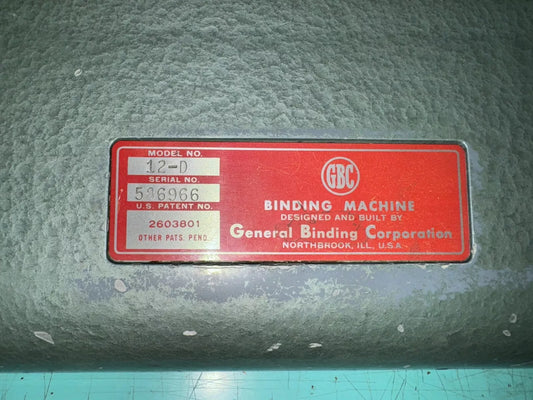 MODEL NO.
12-D
SERIAL NO.
536966
U.S. PATENT NO.
2603801
OTHER PATS. PEND.
GBC
BINDING MACHINE
DESIGNED AND BUILT BY
General Binding Corporation
NORTHBROOK, ILL., U.S.A.